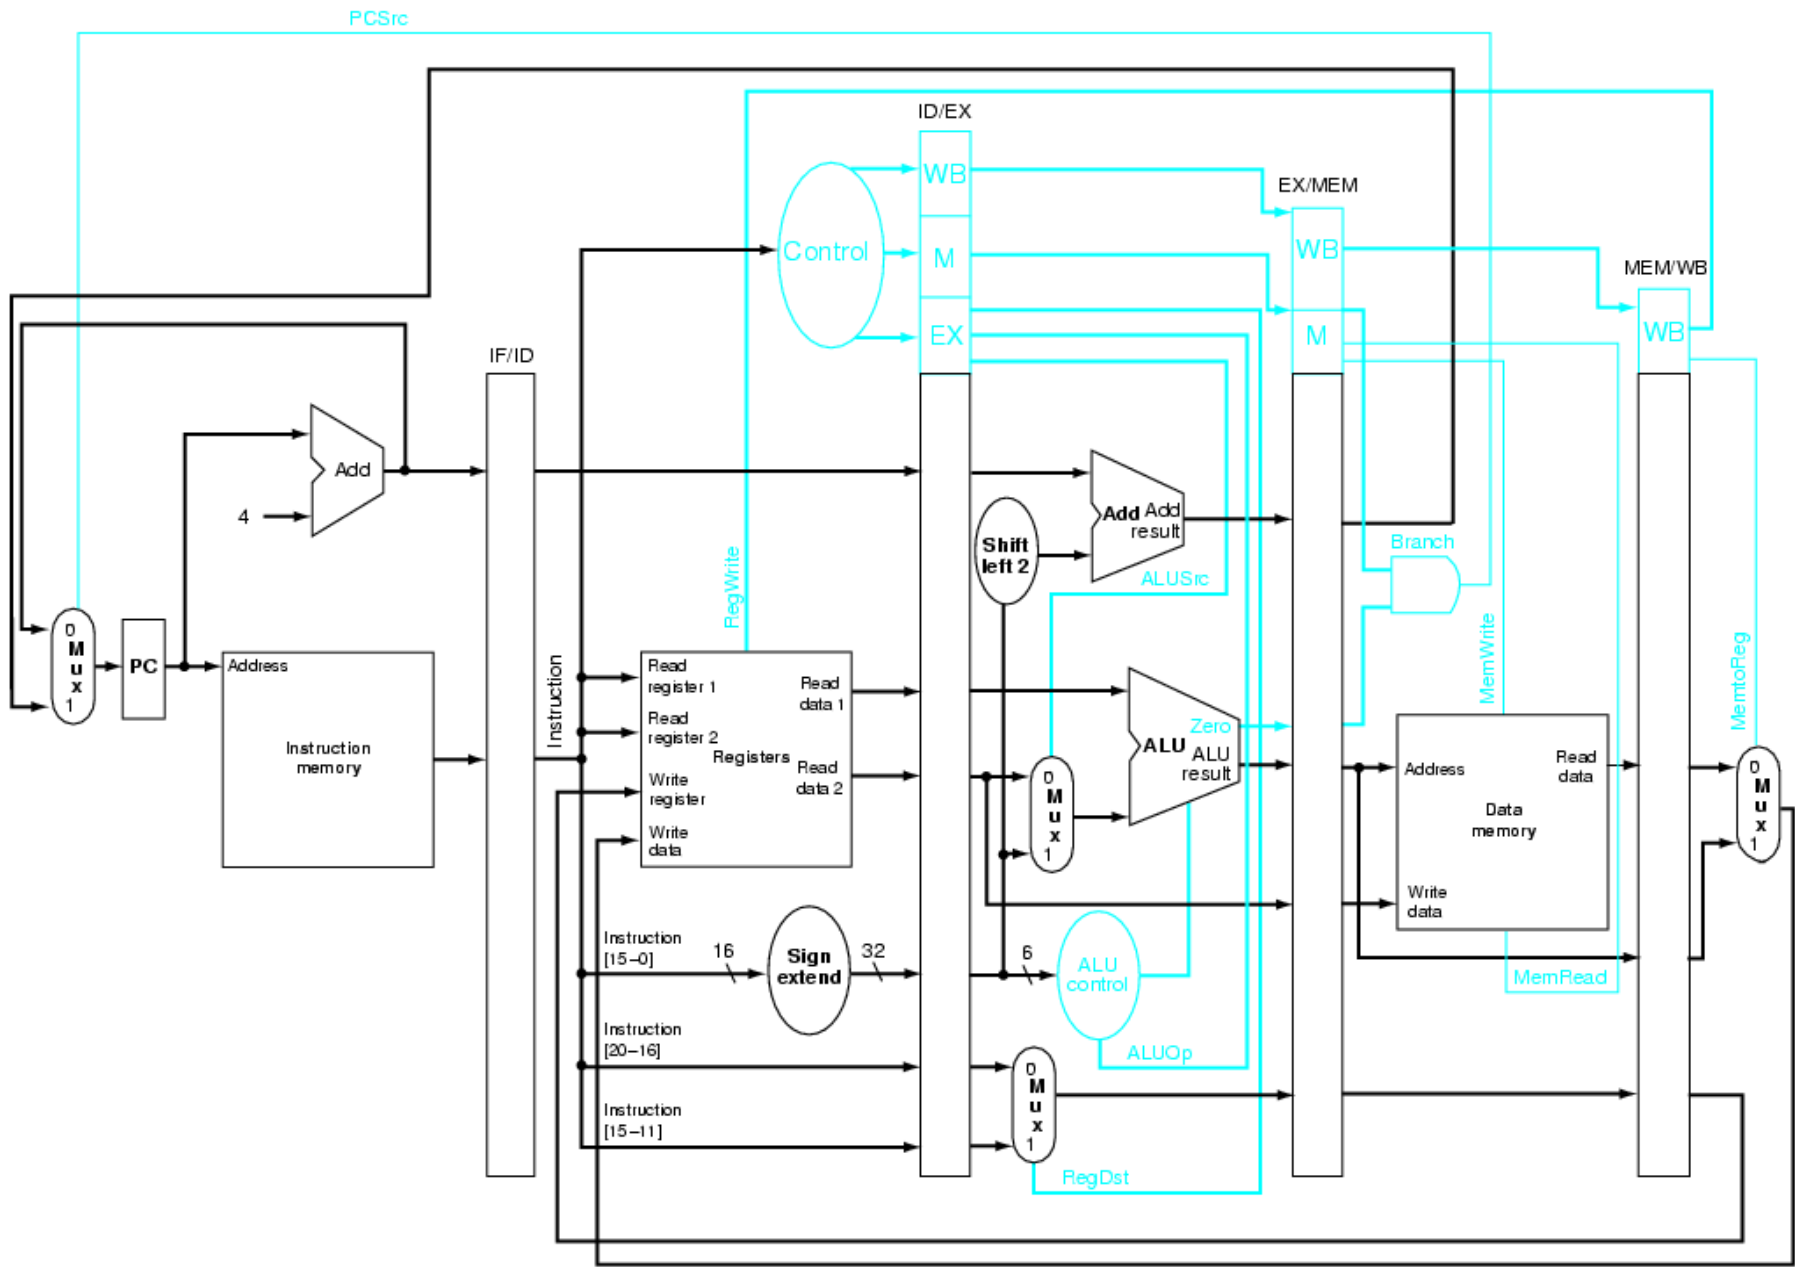 PCSrc
ID/EX
WB
EX/MEM
Control
M
WB
MEM/WB
EX
M
WB
IF/ID
Add
4
Add Add
result
Shift
left 2
Branch
ALUSrc
RegWrite
MemWrite
MemtoReg
0
M
u
x
1
PC
Address
Instruction
memory
Instruction
Read
register 1
Read
register 2
Write
register
Write
data
Registers
Read
data 1
Read
data 2
0
M
u
x
1
Zero
ALU
ALU
result
Address
Read
data
Data
memory
Write
data
0
M
u
x
1
Instruction
[15–0]
16
Sign
extend
32
6
ALU
control
MemRead
Instruction
[20–16]
ALUOp
0
M
u
x
1
Instruction
[15–11]
RegDst